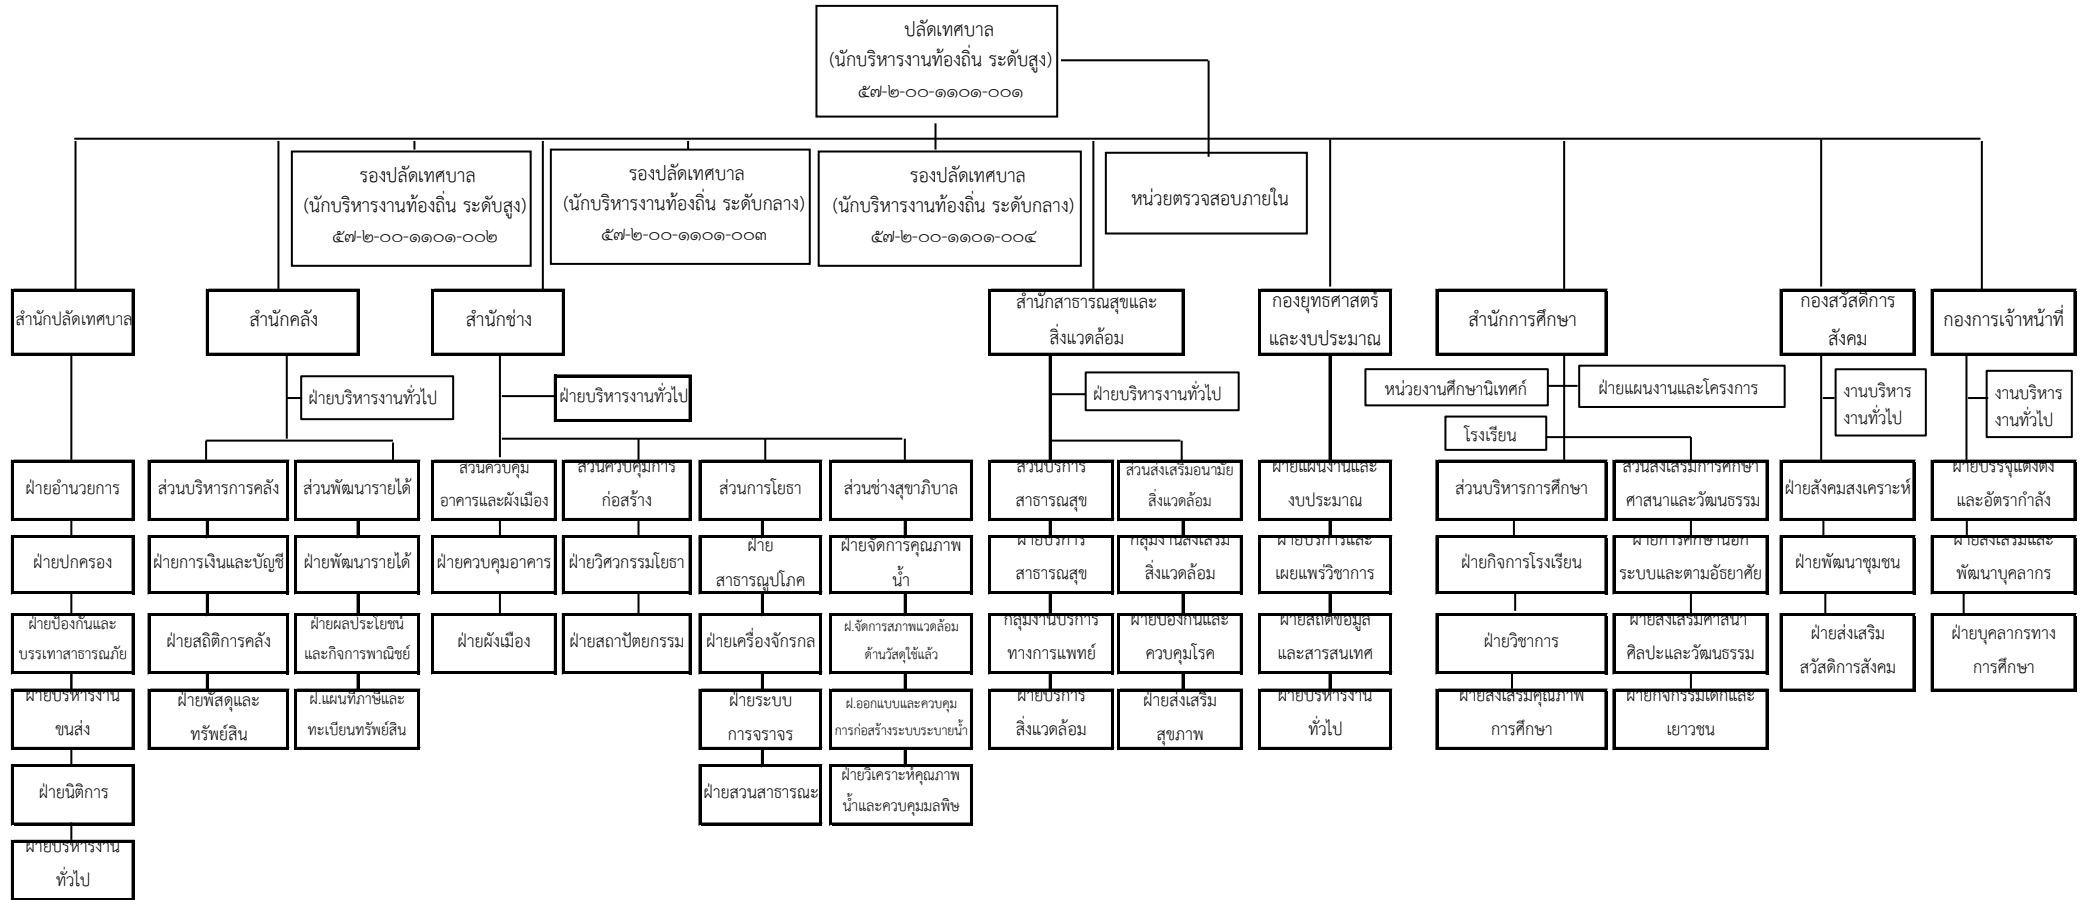 ปลัดเทศบาล
(นักบริหารงานท้องถิ่น ระดับสูง)
๕๗-๒-๐๐-๑๑๐๑-๐๐๑
รองปลัดเทศบาล
(นักบริหารงานท้องถิ่น ระดับสูง)
๕๗-๒-๐๐-๑๑๐๑-๐๐๒
รองปลัดเทศบาล
(นักบริหารงานท้องถิ่น ระดับกลาง)
๕๗-๒-๐๐-๑๑๐๑-๐๐๓
รองปลัดเทศบาล
(นักบริหารงานท้องถิ่น ระดับกลาง)
๕๗-๒-๐๐-๑๑๐๑-๐๐๔
หน่วยตรวจสอบภายใน
สำนักปลัดเทศบาล
สำนักคลัง
สำนักช่าง
สำนักสาธารณสุขและ
สิ่งแวดล้อม
กองยุทธศาสตร์
และงบประมาณ
สำนักการศึกษา
กองสวัสดิการ
สังคม
กองการเจ้าหน้าที่
ฝ่ายบริหารงานทั่วไป
ฝ่ายบริหารงานทั่วไป
ฝ่ายบริหารงานทั่วไป
หน่วยงานศึกษานิเทศก์
ฝ่ายแผนงานและโครงการ
โรงเรียน
งานบริหาร
งานทั่วไป
งานบริหาร
งานทั่วไป
ฝ่ายอำนวยการ
ส่วนบริหารการคลัง
ส่วนพัฒนารายได้
ส่วนควบคุม
อาคารและผังเมือง
ส่วนควบคุมการ
ก่อสร้าง
ส่วนการโยธา
ส่วนช่างสุขาภิบาล
ส่วนบริการ
สาธารณสุข
ส่วนส่งเสริมอนามัย
สิ่งแวดล้อม
ฝ่ายแผนงานและ
งบประมาณ
ส่วนบริหารการศึกษา
ส่วนส่งเสริมการศึกษา
ศาสนาและวัฒนธรรม
ฝ่ายสังคมสงเคราะห์
ฝ่ายบรรจุแต่งตั้ง
และอัตรากำลัง
ฝ่ายปกครอง
ฝ่ายการเงินและบัญชี
ฝ่ายพัฒนารายได้
ฝ่ายควบคุมอาคาร
ฝ่ายวิศวกรรมโยธา
ฝ่าย
สาธารณูปโภค
ฝ่ายจัดการคุณภาพ
น้ำ
ฝ่ายบริการ
สาธารณสุข
กลุ่มงานส่งเสริม
สิ่งแวดล้อม
ฝ่ายบริการและ
เผยแพร่วิชาการ
ฝ่ายกิจการโรงเรียน
ฝ่ายการศึกษานอก
ระบบและตามอัธยาศัย
ฝ่ายพัฒนาชุมชน
ฝ่ายส่งเสริมและ
พัฒนาบุคลากร
ฝ่ายป้องกันและ
บรรเทาสาธารณภัย
ฝ่ายสถิติการคลัง
ฝ่ายผลประโยชน์
และกิจการพาณิชย์
ฝ่ายผังเมือง
ฝ่ายสถาปัตยกรรม
ฝ่ายเครื่องจักรกล
ฝ.จัดการสภาพแวดล้อม
ด้านวัสดุใช้แล้ว
กลุ่มงานบริการ
ทางการแพทย์
ฝ่ายป้องกันและ
ควบคุมโรค
ฝ่ายสถิติข้อมูล
และสารสนเทศ
ฝ่ายวิชาการ
ฝ่ายส่งเสริมศาสนา
ศิลปะและวัฒนธรรม
ฝ่ายส่งเสริม
สวัสดิการสังคม
ฝ่ายบุคลากรทาง
การศึกษา
ฝ่ายบริหารงาน
ขนส่ง
ฝ่ายพัสดุและ
ทรัพย์สิน
ฝ.แผนที่ภาษีและ
ทะเบียนทรัพย์สิน
ฝ่ายระบบ
การจราจร
ฝ.ออกแบบและควบคุม
การก่อสร้างระบบระบายน้ำ
ฝ่ายบริการ
สิ่งแวดล้อม
ฝ่ายส่งเสริม
สุขภาพ
ฝ่ายบริหารงาน
ทั่วไป
ฝ่ายส่งเสริมคุณภาพ
การศึกษา
ฝ่ายกิจกรรมเด็กและ
เยาวชน
ฝ่ายนิติการ
ฝ่ายสวนสาธารณะ
ฝ่ายวิเคราะห์คุณภาพ
น้ำและควบคุมมลพิษ
ฝ่ายบริหารงาน
ทั่วไป